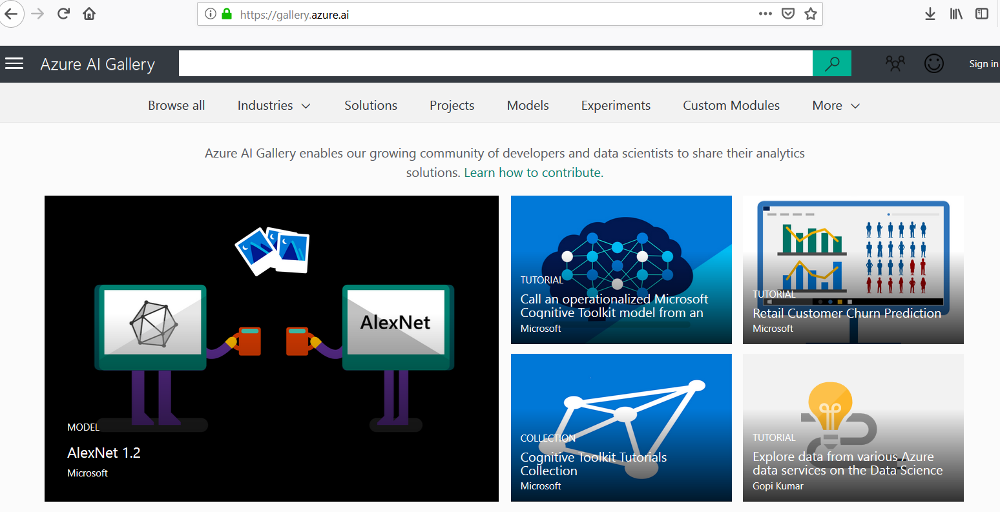 https://gallery.azure.ai
Azure AI Gallery
Sign in
Browse all Industries Solutions Projects Models Experiments Custom Modules More
Azure AI Gallery enables our growing community of developers and data scientists to share their analytics
solutions. Learn how to contribute.
AlexNet
MODEL
AlexNet 1.2
Microsoft
TUTORIAL
Call an operationalized Microsoft
Cognitive Toolkit model from an
Microsoft
TUTORIAL
Retail Customer Churn Prediction
Microsoft
COLLECTION
Cognitive Toolkit Tutorials
Collection
Microsoft
TUTORIAL
Explore data from various Azure
data services on the Data Science
Gopi Kumar